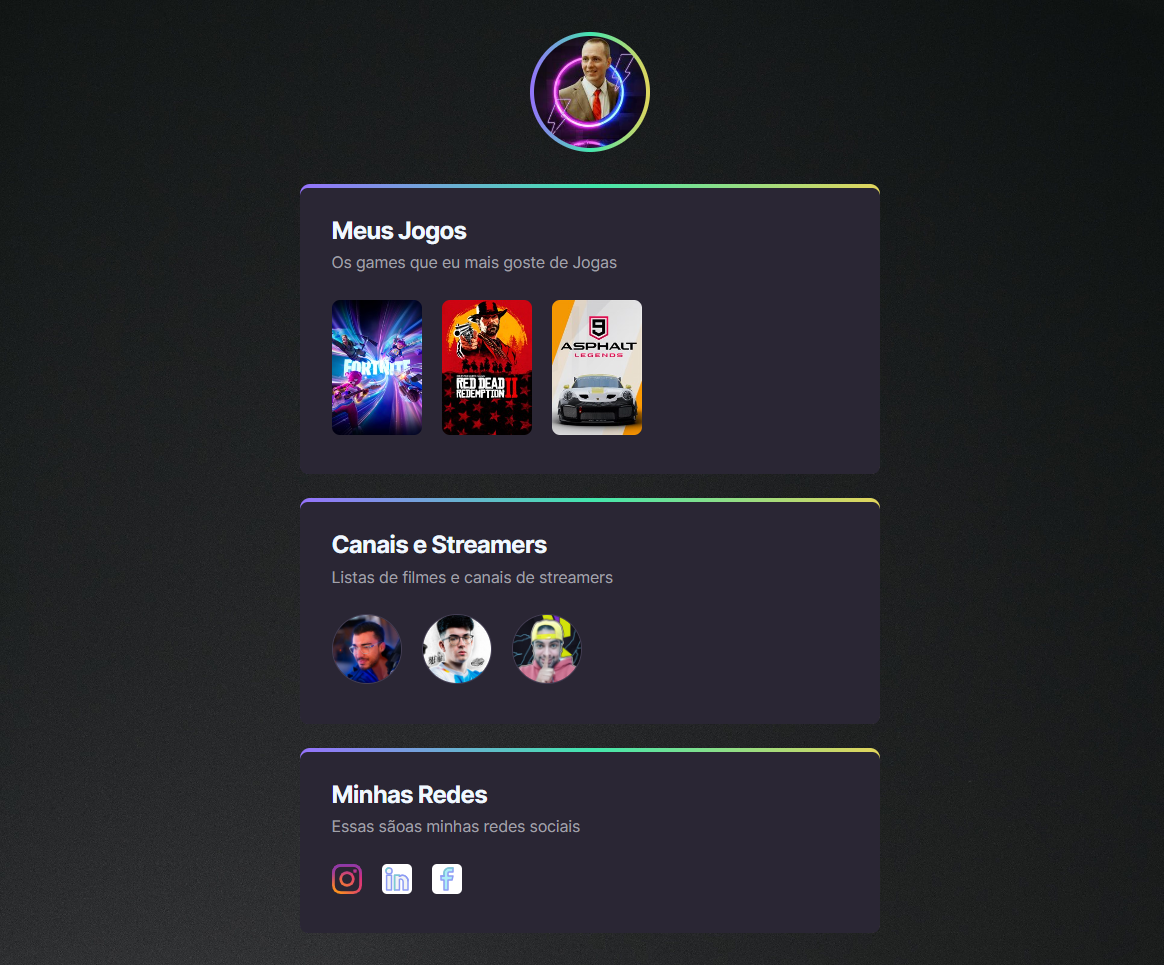 Meus Jogos
Os games que eu mais goste de Jogas
FORTNITE
RED DEAD
REDEMPTION II
9
ASPHALT
LEGENDS
Canais e Streamers
Listas de filmes e canais de streamers
Minhas Redes
Essas sãoas minhas redes sociais
in
f